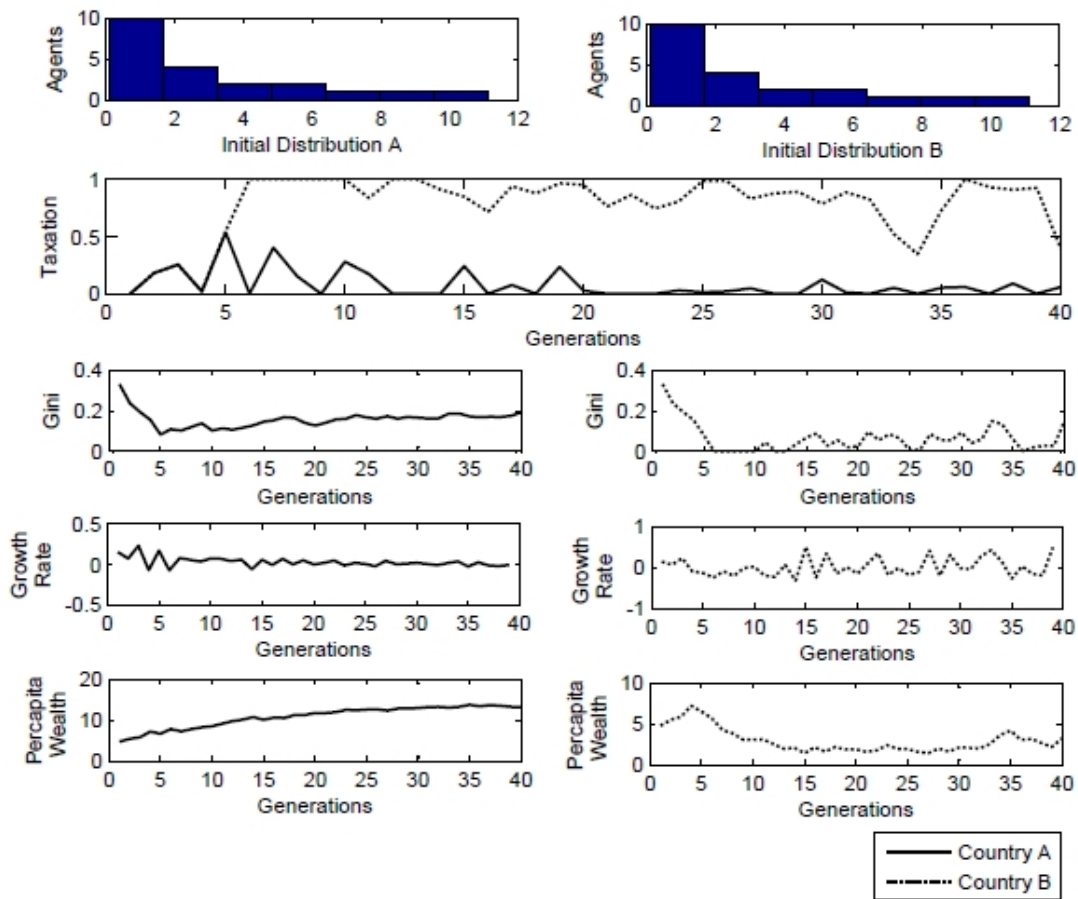 10
5
0
Agents
0 2 4 6 8 10 12
Initial Distribution A
10
5
0
Agents
0 2 4 6 8 10 12
Initial Distribution B
1
0.5
0
Taxation
0 5 10 15 20 25 30 35 40
Generations
0.4
0.2
0
Gini
0 5 10 15 20 25 30 35 40
Generations
0.4
0.2
0
Gini
0 5 10 15 20 25 30 35 40
Generations
0.5
0
-0.5
Growth
Rate
0 5 10 15 20 25 30 35 40
Generations
1
0
-1
Growth
Rate
0 5 10 15 20 25 30 35 40
Generations
20
10
0
Percapita
Wealth
0 5 10 15 20 25 30 35 40
Generations
10
5
0
Percapita
Wealth
0 5 10 15 20 25 30 35 40
Generations
Country A
Country B